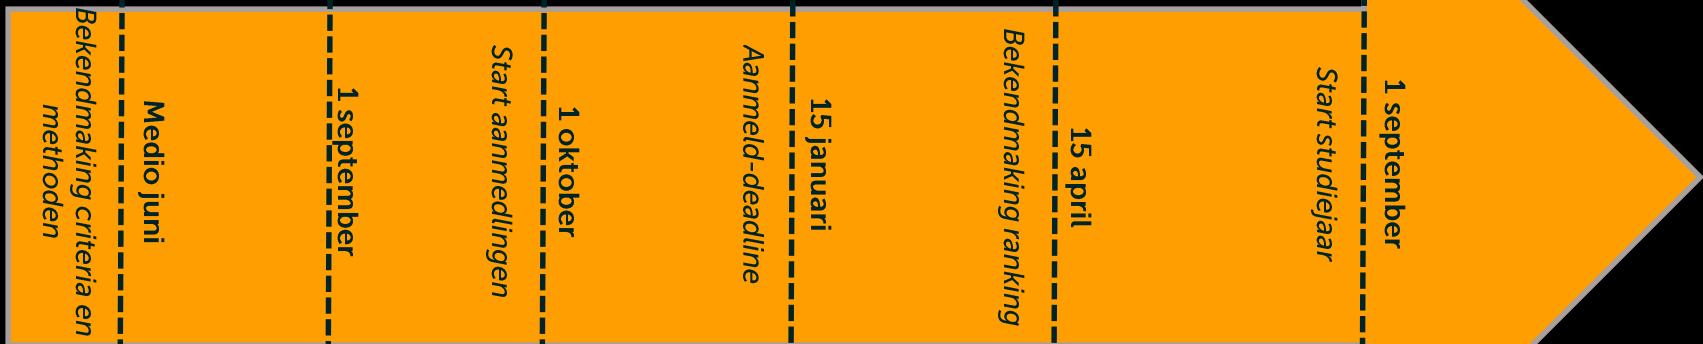 1 september
Start studiejaar
15 april
Bekendmaking ranking
15 januari
Aanmeld-deadline
1 oktober
Start aanmedlingen
1 september
Medio juni
Bekendmaking criteria en
methoden